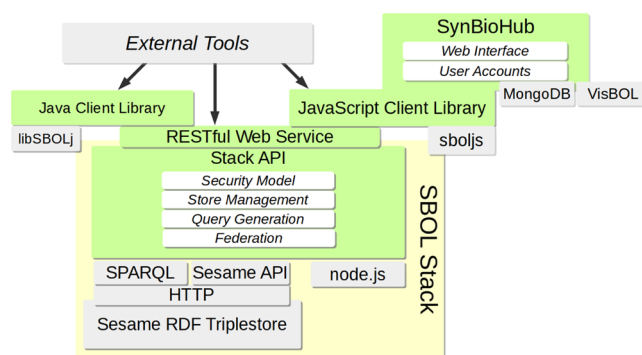 External Tools
SynBioHub
Web Interface
User Accounts
MongoDB
VisBOL
Java Client Library
JavaScript Client Library
libSBOLj
RESTful Web Service
sboljs
Stack API
Security Model
Store Management
Query Generation
Federation
SBOL Stack
SPARQL
Sesame API
node.js
HTTP
Sesame RDF Triplestore